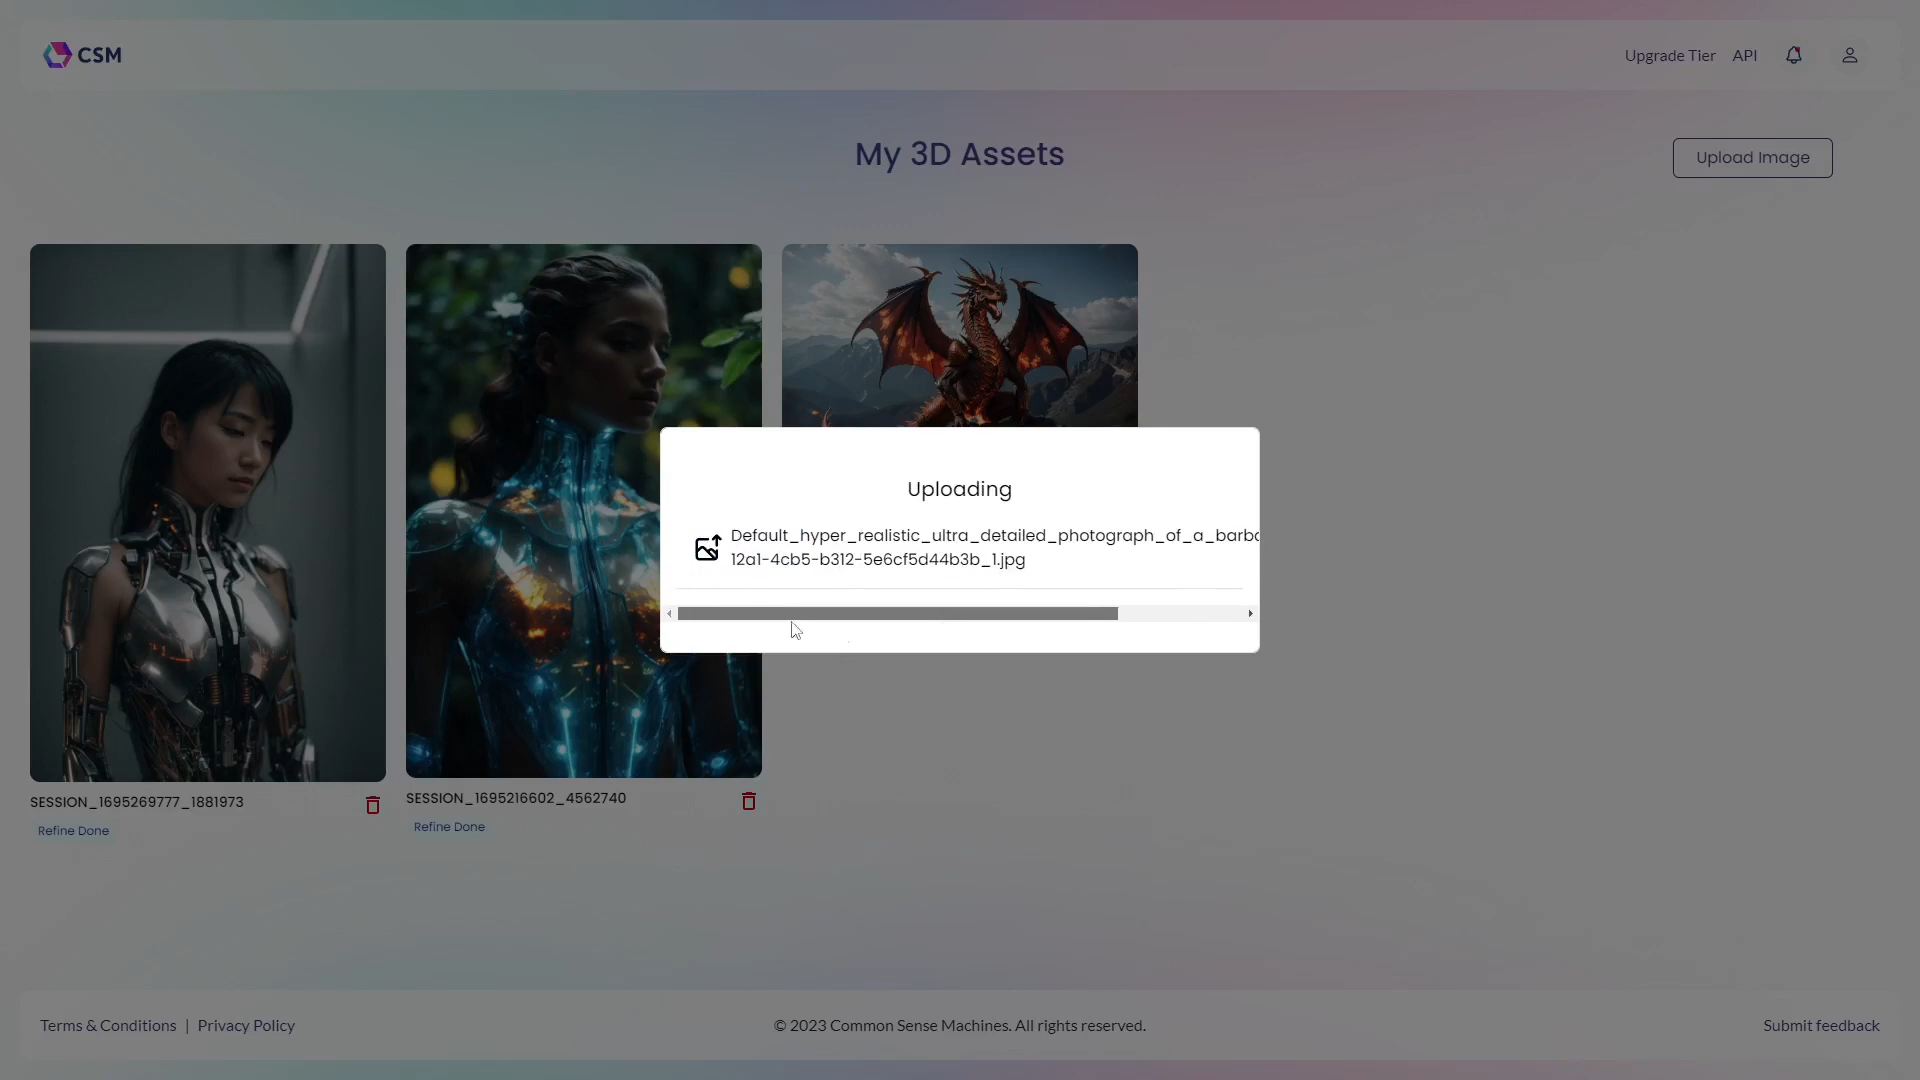 CSM
Upgrade Tier API
My 3D Assets
Upload Image
Uploading
Default_hyper_realistic_ultra_detailed_photograph_of_a_barba
12a1-4cb5-b312-5e6cf5d44b3b_1.jpg
SESSION_1695269777_1881973
Refine Done
SESSION_1695216602_4562740
Refine Done
Terms & Conditions | Privacy Policy
© 2023 Common Sense Machines. All rights reserved.
Submit feedback